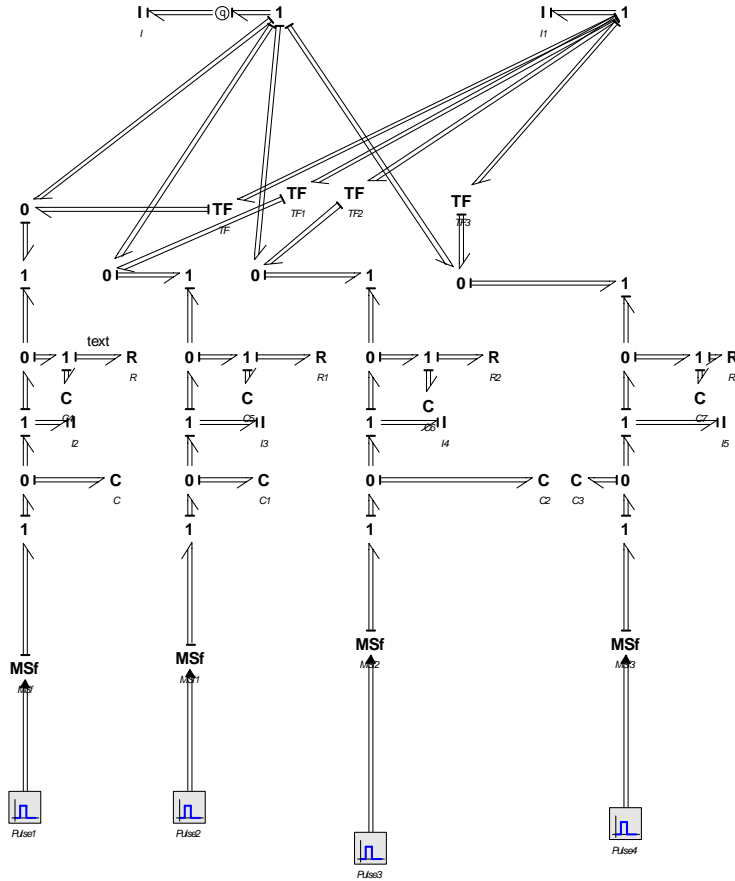 I q 1 I 1
I I1
TF TF TF
0 TF TF1 TF2 TF3
TF
1 0 1 0 1 0 1
text
0 1 R 0 1 R 0 1 R 0 1 R
R R1 R2 R
C C C C
C5 C7
1 I 1 I 1 I 1 I
I2 I3 I4 I5
0 C 0 C 0 C C 0
C C1 C2 C3
1 1 1 1
MSf MSf MSf MSf
Pulse1 Pulse2 Pulse3 Pulse4